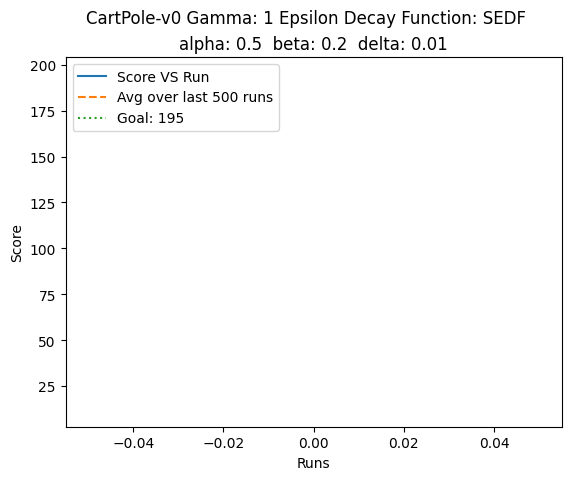 CartPole-v0 Gamma: 1 Epsilon Decay Function: SEDF
alpha: 0.5  beta: 0.2  delta: 0.01
200
Score VS Run
Avg over last 500 runs
Goal: 195
175
150
125
100
75
50
25
Score
−0.04
−0.02
0.00
0.02
0.04
Runs